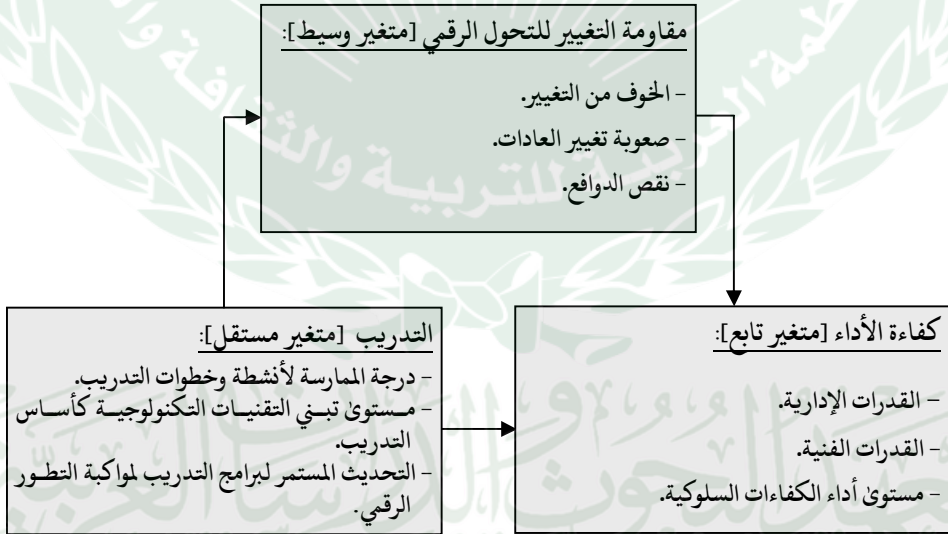 مقاومة التغيير للتحول الرقمي [متغير وسيط]:
- الخوف من التغيير.
- صعوبة تغيير العادات.
- نقص الدوافع.
التدريب [متغير مستقل]:
- درجة الممارسة لأنشطة وخطوات التدريب.
- مستوىٰ تبني التقنيات التكنولوجية كأساس
التدريب.
- التحديث المستمر لبرامج التدريب لمواكبة التطور
الرقمي.
كفاءة الأداء [متغير تابع]:
- القدرات الإدارية.
- القدرات الفنية.
- مستوىٰ أداء الكفاءات السلوكية.